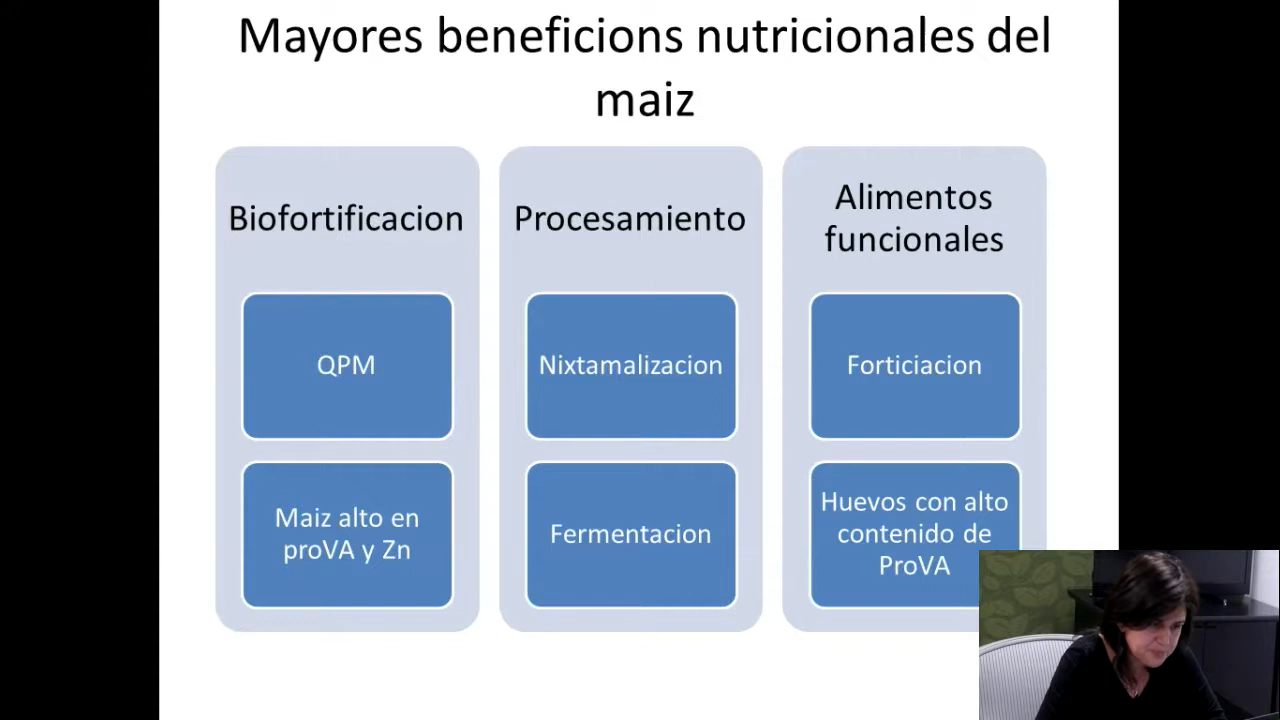 Mayores beneficions nutricionales del
maiz
Biofortificacion
QPM
Maiz alto en
proVA y Zn
Procesamiento
Nixtamalizacion
Fermentacion
Alimentos
funcionales
Forticiacion
Huevos con alto
contenido de
ProVA